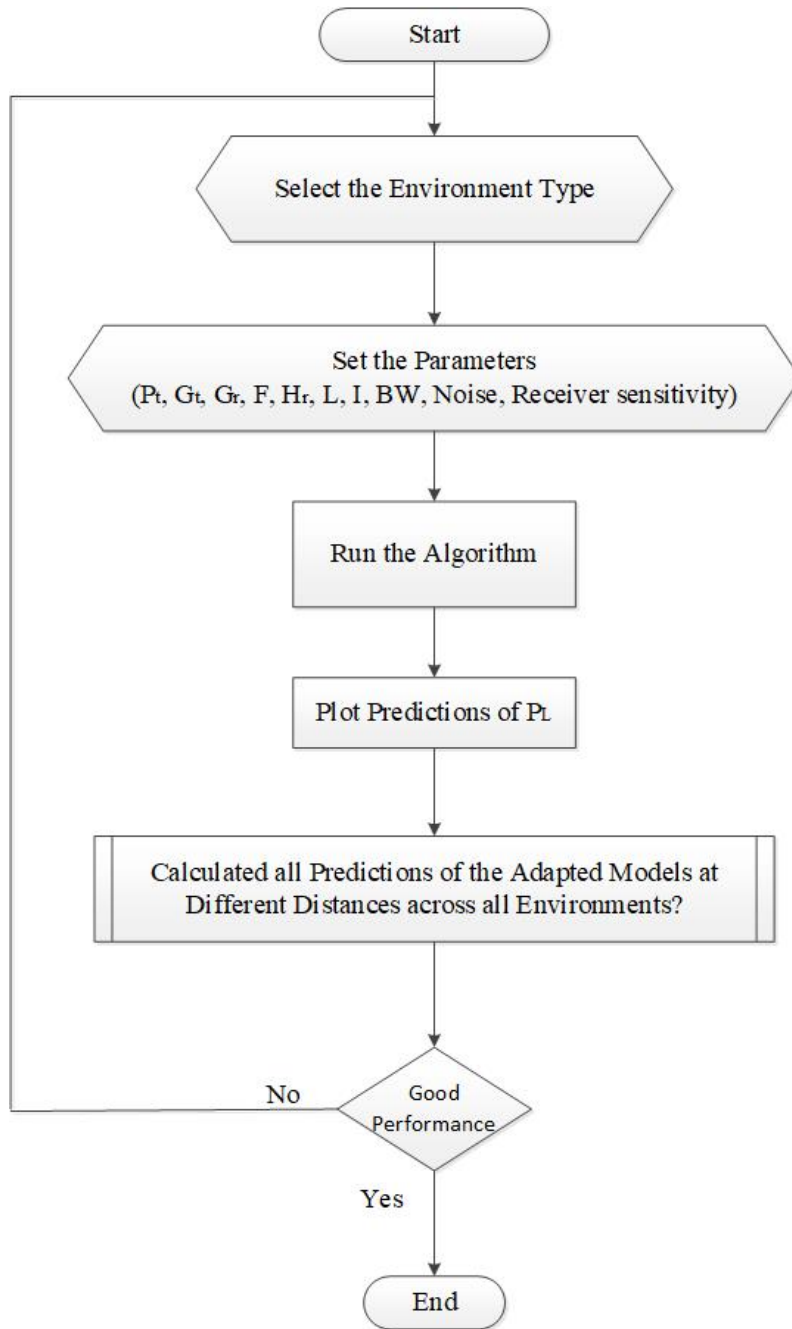 Start
Select the Environment Type
Set the Parameters
(Pt, Gt, Gr, F, Hr, L, I, BW, Noise, Receiver sensitivity)
Run the Algorithm
Plot Predictions of PL
Calculated all Predictions of the Adapted Models at
Different Distances across all Environments?
Good
Performance
No
Yes
End